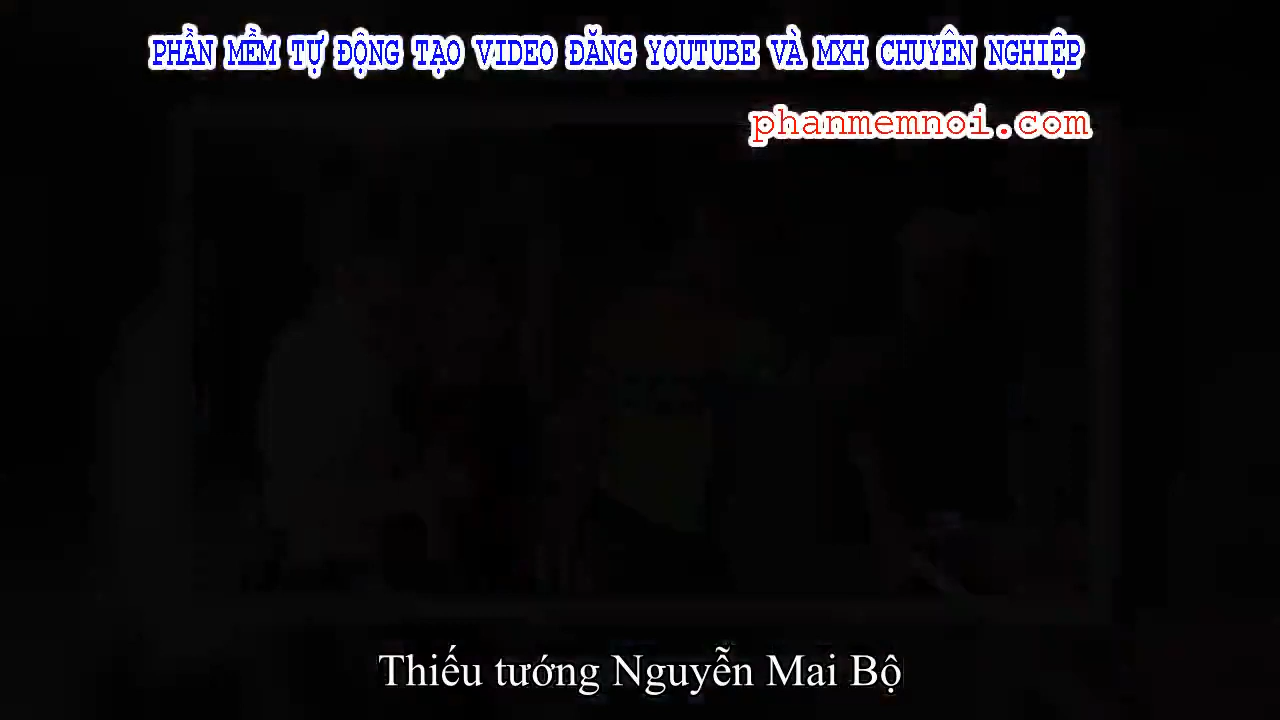 PHẦN MỀM TỰ ĐỘNG TẠO VIDEO ĐĂNG YOUTUBE VÀ MXH CHUYÊN NGHIỆP
phanmemnoi.com
Thiếu tướng Nguyễn Mai Bộ